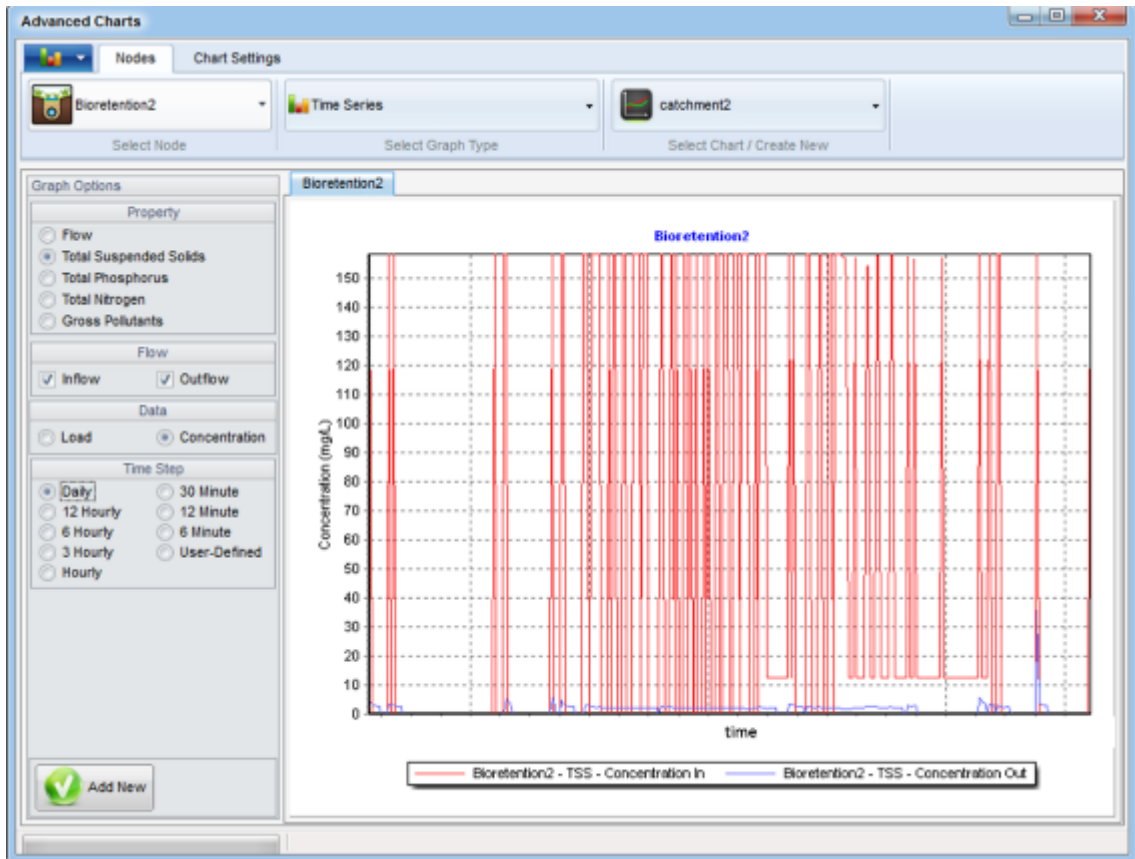 Advanced Charts
Nodes Chart Settings
Bioretention2 Time Series catchment2
Select Node Select Graph Type Select Chart / Create New
Graph Options
Property
Flow
Total Suspended Solids
Total Phosphorus
Total Nitrogen
Gross Pollutants
Flow
Inflow Outflow
Data
Load Concentration
Time Step
Daily 30 Minute
12 Hourly 12 Minute
6 Hourly 6 Minute
3 Hourly User-Defined
Hourly
Add New
Bioretention2
Bioretention2
Concentration (mg/L)
150
140
130
120
110
100
90
80
70
60
50
40
30
20
10
0
time
Bioretention2 - TSS - Concentration In Bioretention2 - TSS - Concentration Out